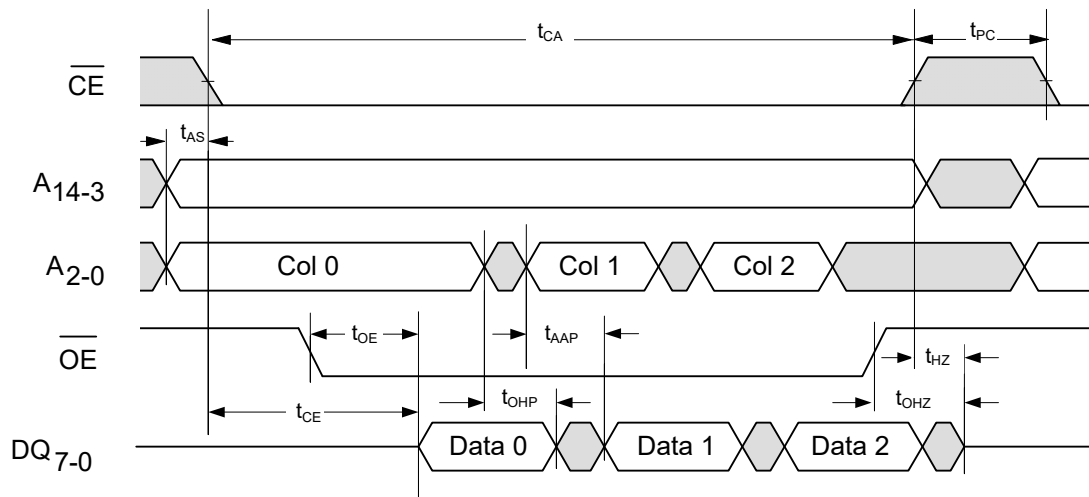 tCA
tPC
CE
tAS
A14-3
A2-0
Col 0
Col 1
Col 2
OE
tOE
tAAP
tHZ
tCE
tOHP
tOHZ
DQ7-0
Data 0
Data 1
Data 2